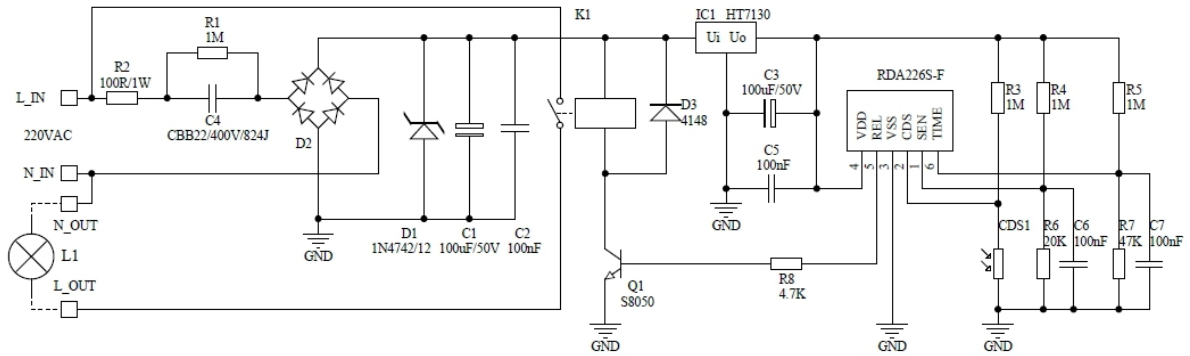 K1
IC1 HT7130
Ui Uo
R1
1M
R2
100R/1W
L_IN
C4
CBB22/400V/824J
D2
220VAC
N_IN
N_OUT
L1
L_OUT
GND
D1
1N4742/12
C1
100uF/50V
C2
100nF
D3
4148
C3
100uF/50V
C5
100nF
GND
Q1
S8050
GND
R8
4.7K
RDA226S-F
VDD
REL
VSS
CDS
SEN
TIME
4
5
3
2
1
6
GND
R3
1M
R4
1M
R5
1M
CDS1
R6
20K
C6
100nF
R7
47K
C7
100nF
GND